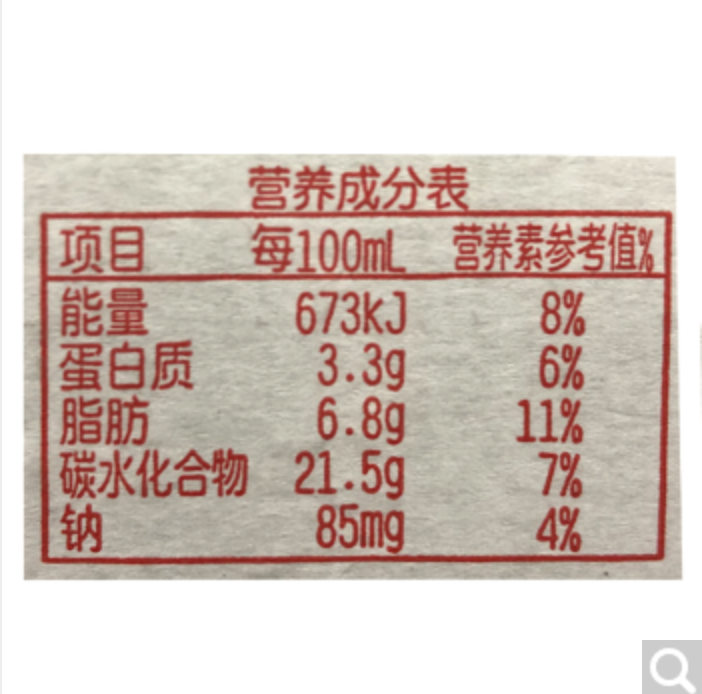 营养成分表
项目 每100mL 营养素参考值%
能量 673kJ 8%
蛋白质 3.3g 6%
脂肪 6.8g 11%
碳水化合物 21.5g 7%
钠 85mg 4%